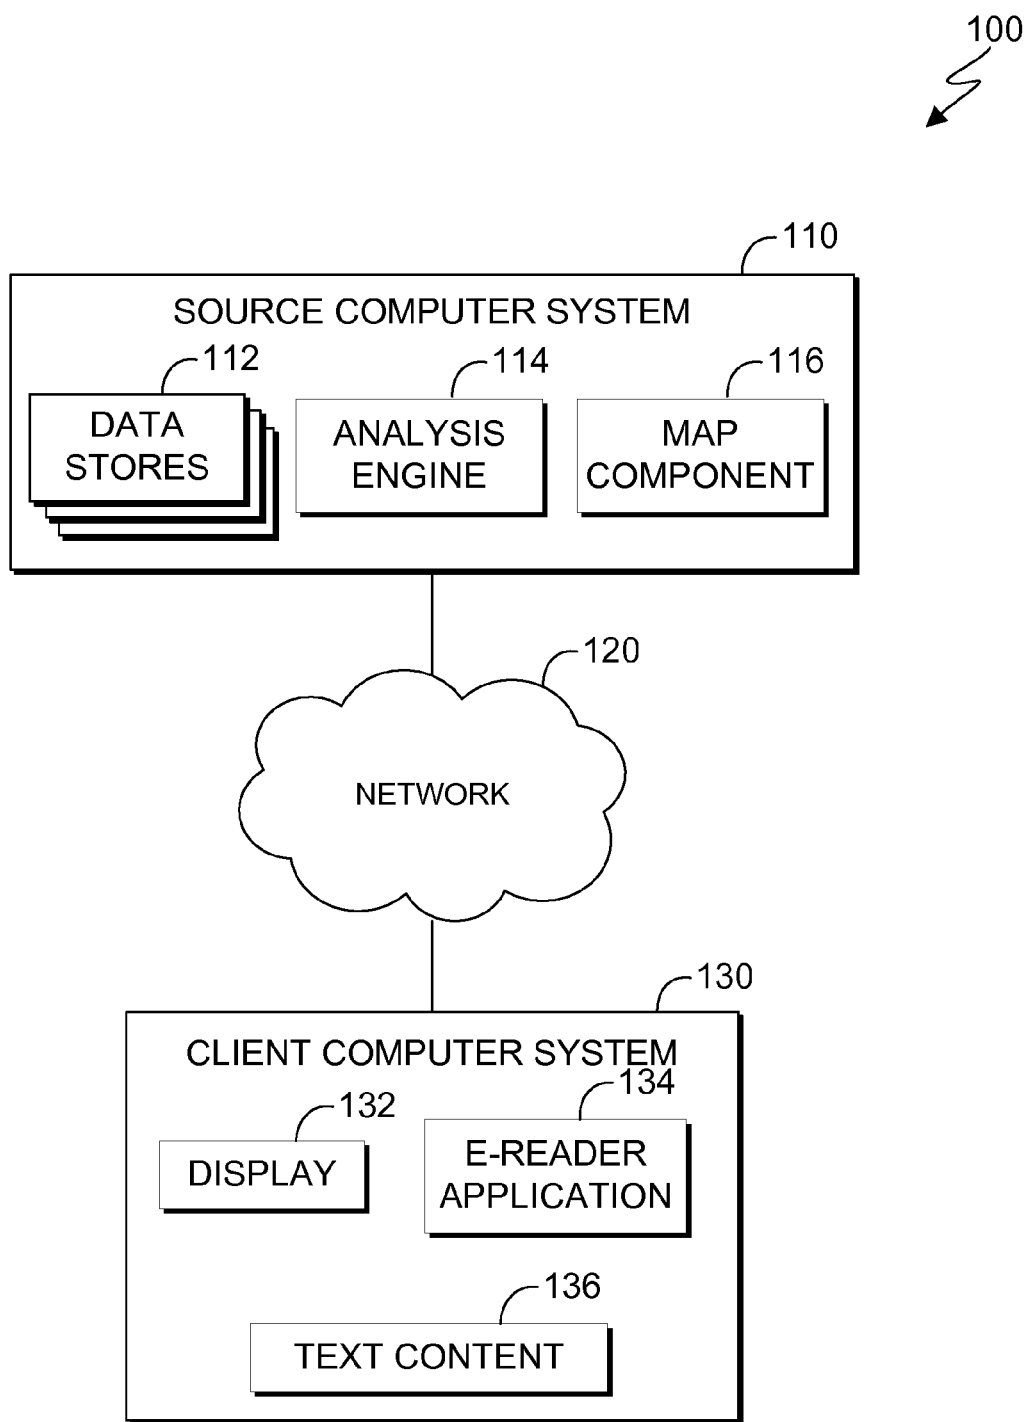 100
110
SOURCE COMPUTER SYSTEM
112
114
116
DATA
STORES
ANALYSIS
ENGINE
MAP
COMPONENT
120
NETWORK
130
CLIENT COMPUTER SYSTEM
132
134
DISPLAY
E-READER
APPLICATION
136
TEXT CONTENT